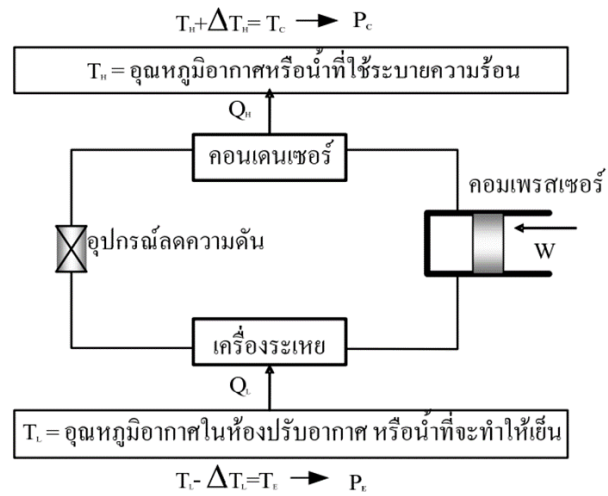 T_H+ΔT_H= T_C → P_C
T_H = อุณหภูมิอากาศหรือน้ำที่ใช้ระบายความร้อน
Q_H
คอนเดนเซอร์
คอมเพรสเซอร์
อุปกรณ์ลดความดัน
W
เครื่องระเหย
Q_L
T_L = อุณหภูมิอากาศในห้องปรับอากาศ หรือน้ำที่จะทำให้เย็น
T_L- ΔT_L=T_E → P_E